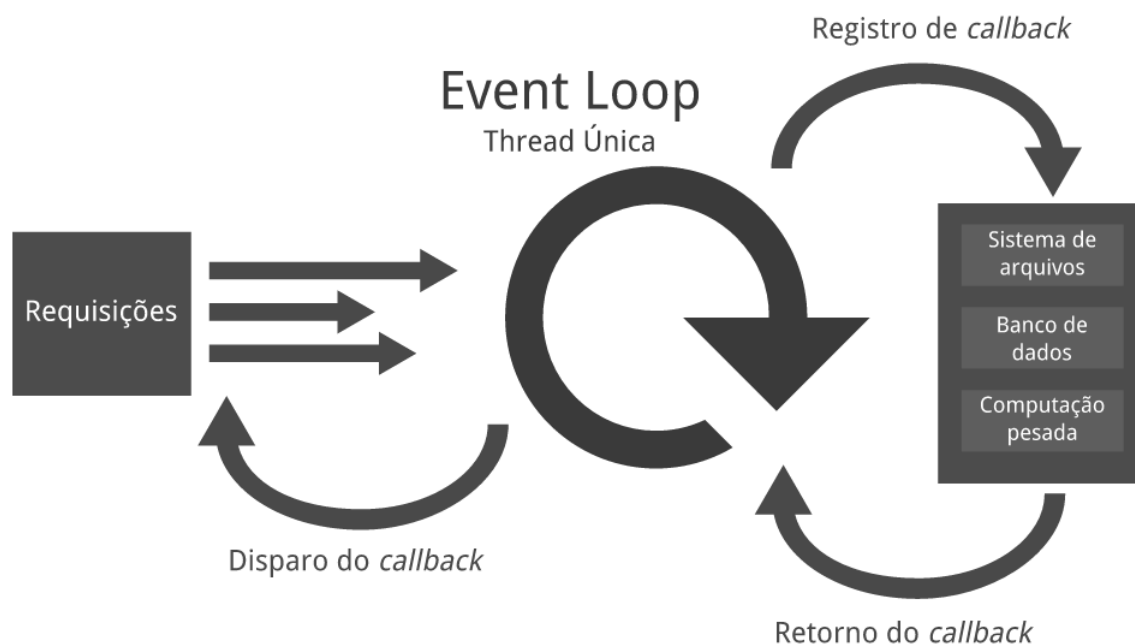 Registro de callback
Event Loop
Thread Única
Requisições
Sistema de
arquivos
Banco de
dados
Computação
pesada
Disparo do callback
Retorno do callback